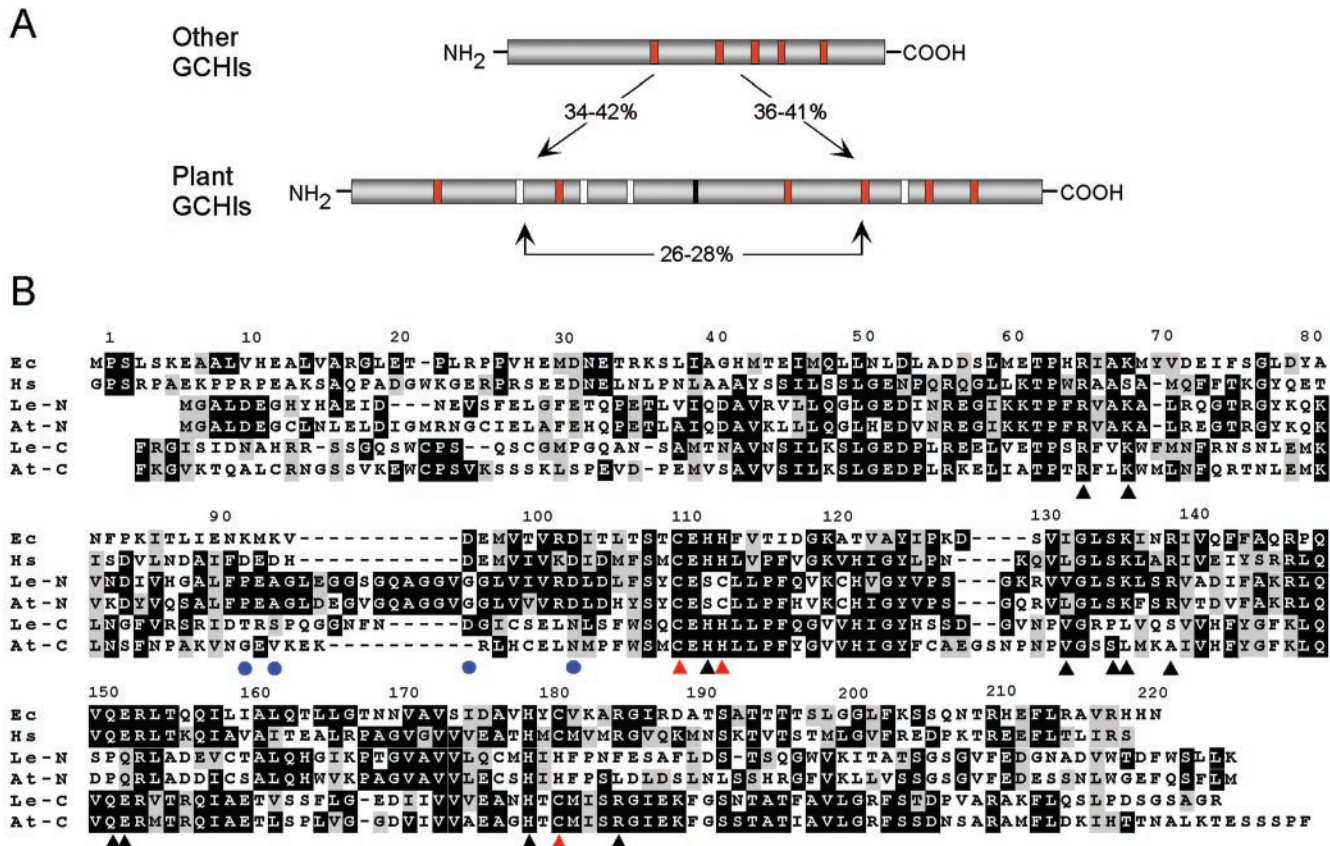 A
Other
GCHIs
NH2
COOH
34-42%
36-41%
Plant
GCHIs
NH2
COOH
26-28%
B
1 10 20 30 40 50 60 70 80
Ec MPSLSKEAALVHEALVARGLET-PLRPPVHEMDNETRKSLIAGHMTEIMQLLNLDLADDSLMETPHRIAKMYVDEIFSGLDYA
Hs GPSRPAEKPPRPEAKSAQPADGWKGERPRSEEDNELNLPNLAAAYSSILSSLGENPQRQGLLKTPWRAASA-MQFFTKGYQET
Le-N MGALDEGHYHAEID---NEVSFELGFETQPETLVIQDAVRVLLQGLGEDINREGIKKTPFRVAKA-LRQGTRGYKQK
At-N MGALDEGCLNLELDIGMRNGCIELAFEHQPETLAIQDAVKLLLQGLHEDVNREGIKKTPFRVAKA-LREGTRGYKQK
Le-C FRGISIDNAHRR-SSGQSWCPS--QSCGMPGQAN-SAMTNAVNSILKSLGEDPLREELVETPSRFVKWFMNFRNSNLEMK
At-C FKGVKTQALCRNGSSVKEWCPSVKSSSKLSPEVD-PEMVSAVVSILKSLGEDPLRKELIATPTRFLKWMLNFQRTNLEMK
90 100 110 120 130 140
Ec NFPKITLIENKMKV-----------DEMVTVRDITLTSTCEHHFVTIDGKATVAYIPKD----SVIGLSKINRIVQFFAQRPQ
Hs ISDVLNDAIFDEDH-----------DEMVIVKDIDMFSMCEHHLVPFVGKVHIGYLPN-----KQVLGLSKLARIVEIYSRRLQ
Le-N VNDIVHGALFPEAGLEGGSGQAGGVGGLVIVRDLDLFSYCESCLLPFQVKCHVGYVPS---GKRVVGLSKLSRVADIFAKRLQ
At-N VKDYVQSALFPEAGLDEGVGQAGGVGGLVVVRDLDHYSYCESCLLPFHVKCHIGYVPS---GQRVLGLSKFSRVTDVFAKRLQ
Le-C LNGFVRSRIDTRSPQGGNFN-----DGICSELNLSFWSQCEHHLLPFQGVVHIGYHSSD--GVNPVGRPLVQSVVHFYGFKLQ
At-C LNSFNPAKVNGEVKEK---------RLHCELNMPFWSMCEHHLLPFYGVVHIGYFCAEGSNPVGSSLMKAIVHFYGFKLQ
150 160 170 180 190 200 210 220
Ec VQERLTQQILIALQTLLGTNNVAVSIDAVHYCVKARGIRDATSATTTTSLGGLFKSSQNTRHEFLRAVRHHN
Hs VQERLTKQIAVAITEALRPAGVGVVVEATHMCMVMRGVQKMNSKTVTSTMLGVFREDPKTREEFLTLIRS
Le-N DPQRLADEVCTALQHGIKPTGVAVVLQCMHIHFPNFESAFLDS-TSQGWVKITATSGSGVFEDGNADVWTDFWSLLK
At-N NPQRLADDICSALQHWVKPAGVAVVLECSHIHFPSLDLDSLNLSSHRGFVKLLVSSGSGVFEDESSNLWGEFQSFLM
Le-C VQERVTRQIAETVSSFLG-EDIIVVVEANHTCMISRGIEKFGSNTATFAVLGRFSTDPVARAKFLQSLPDSGSAGR
At-C VQERMTRQIAETLSPLVG-GDVIVVAEAGHTCMISRGIEKFGSSTATIAVLGRFSSDNSARAMFLDKIHTTNALKTESSSPF